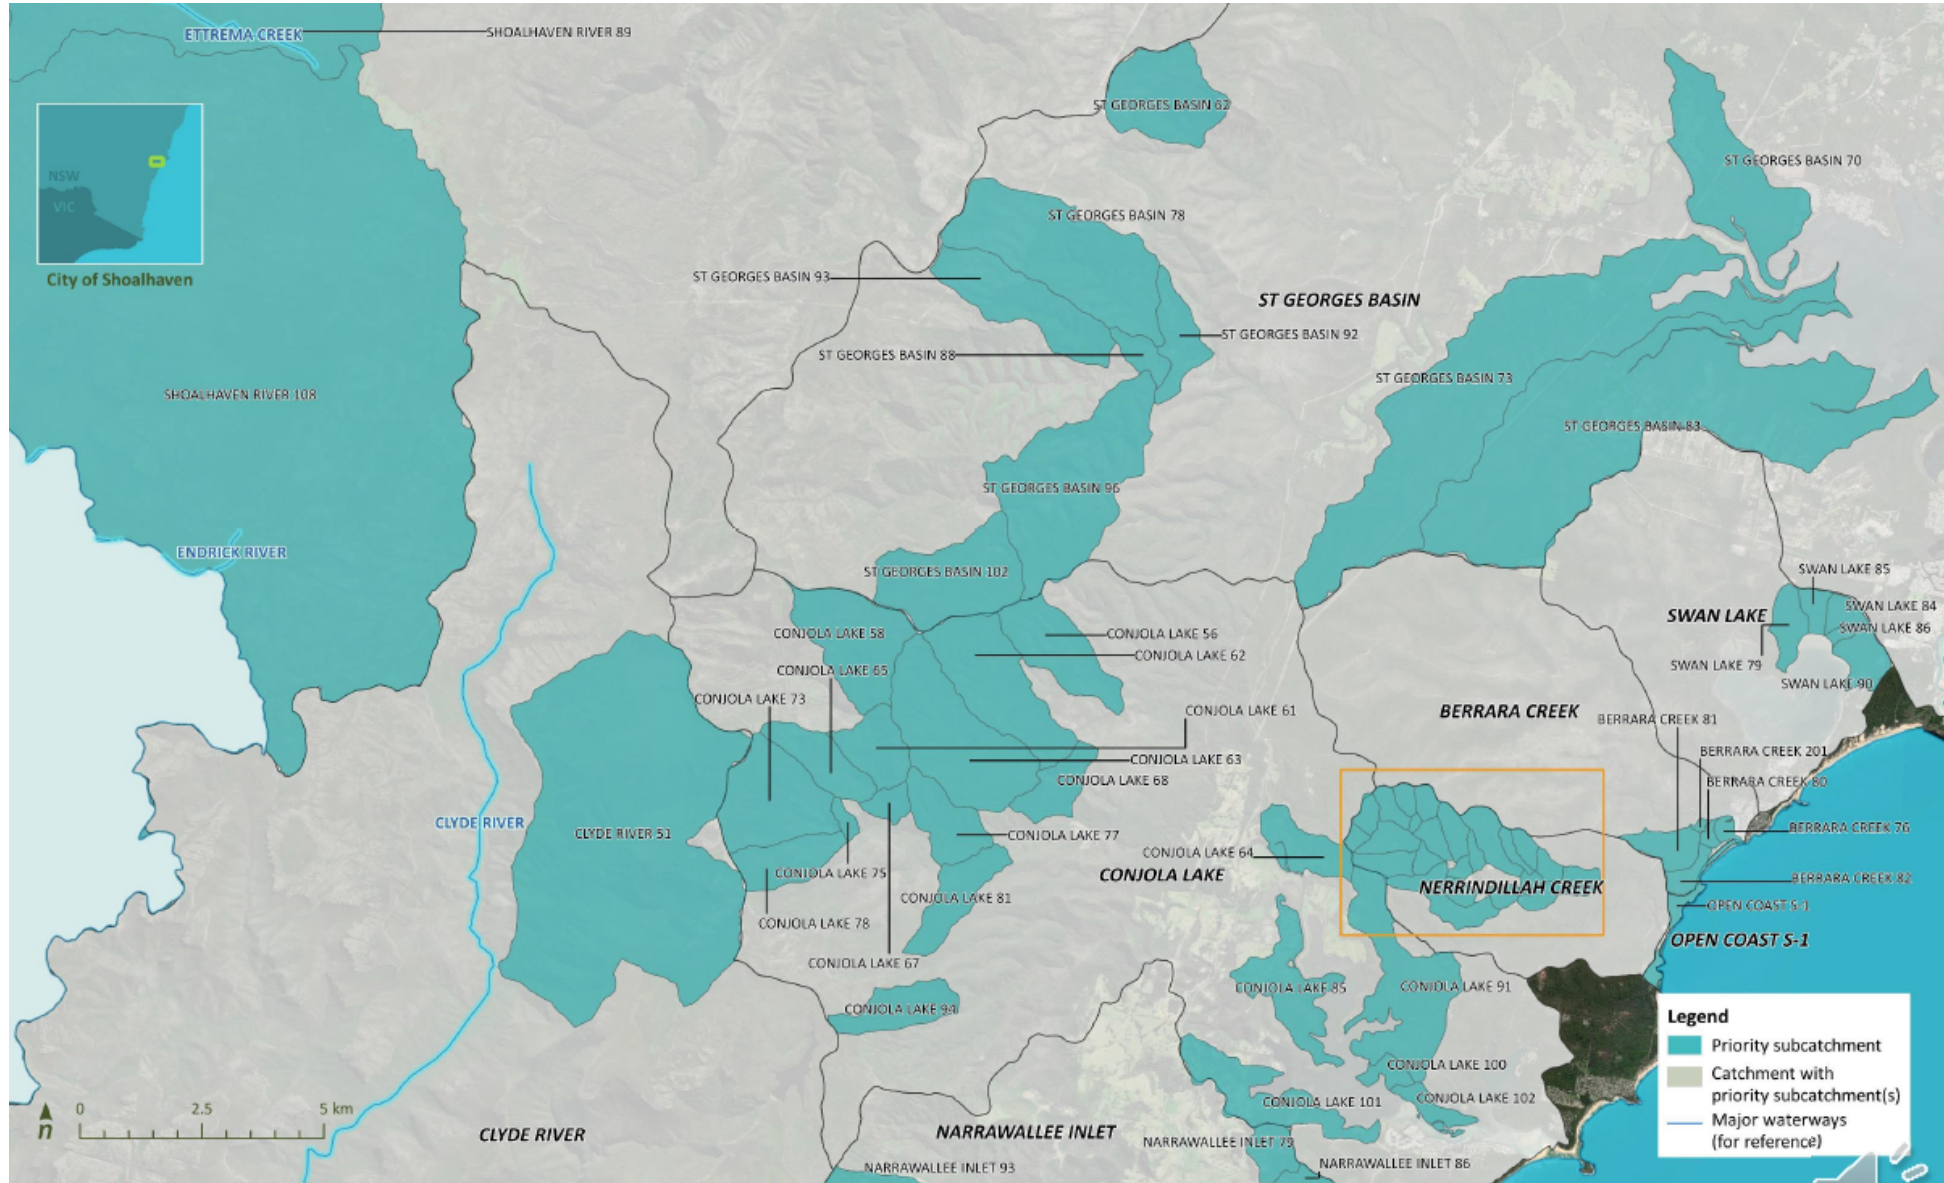 ETTREMA CREEK
SHOALHAVEN RIVER 89
NSW
VIC
City of Shoalhaven
ST GEORGES BASIN 62
ST GEORGES BASIN 70
ST GEORGES BASIN 78
ST GEORGES BASIN 93
ST GEORGES BASIN
ST GEORGES BASIN 92
ST GEORGES BASIN 88
ST GEORGES BASIN 73
SHOALHAVEN RIVER 108
ST GEORGES BASIN 83
ST GEORGES BASIN 96
ENDRICK RIVER
ST GEORGES BASIN 102
SWAN LAKE 85
SWAN LAKE 84
SWAN LAKE
SWAN LAKE 86
CONJOLA LAKE 58
CONJOLA LAKE 56
CONJOLA LAKE 62
SWAN LAKE 79
CONJOLA LAKE 65
SWAN LAKE 90
CONJOLA LAKE 73
CONJOLA LAKE 61
BERRARA CREEK
BERRARA CREEK 81
BERRARA CREEK 201
CONJOLA LAKE 63
CONJOLA LAKE 68
BERRARA CREEK 80
CLYDE RIVER
CLYDE RIVER 51
CONJOLA LAKE 77
BERRARA CREEK 76
CONJOLA LAKE 64
CONJOLA LAKE 75
CONJOLA LAKE
BERRARA CREEK 82
NERRINDILLAH CREEK
CONJOLA LAKE 81
OPEN COAST S-1
CONJOLA LAKE 78
OPEN COAST S-1
CONJOLA LAKE 67
CONJOLA LAKE 85
CONJOLA LAKE 91
CONJOLA LAKE 94
CONJOLA LAKE 100
CONJOLA LAKE 101
CONJOLA LAKE 102
CLYDE RIVER
NARRAWALLEE INLET
NARRAWALLEE INLET 79
NARRAWALLEE INLET 93
NARRAWALLEE INLET 86
n
0 2.5 5 km
Legend
Priority subcatchment
Catchment with
priority subcatchment(s)
Major waterways
(for reference)